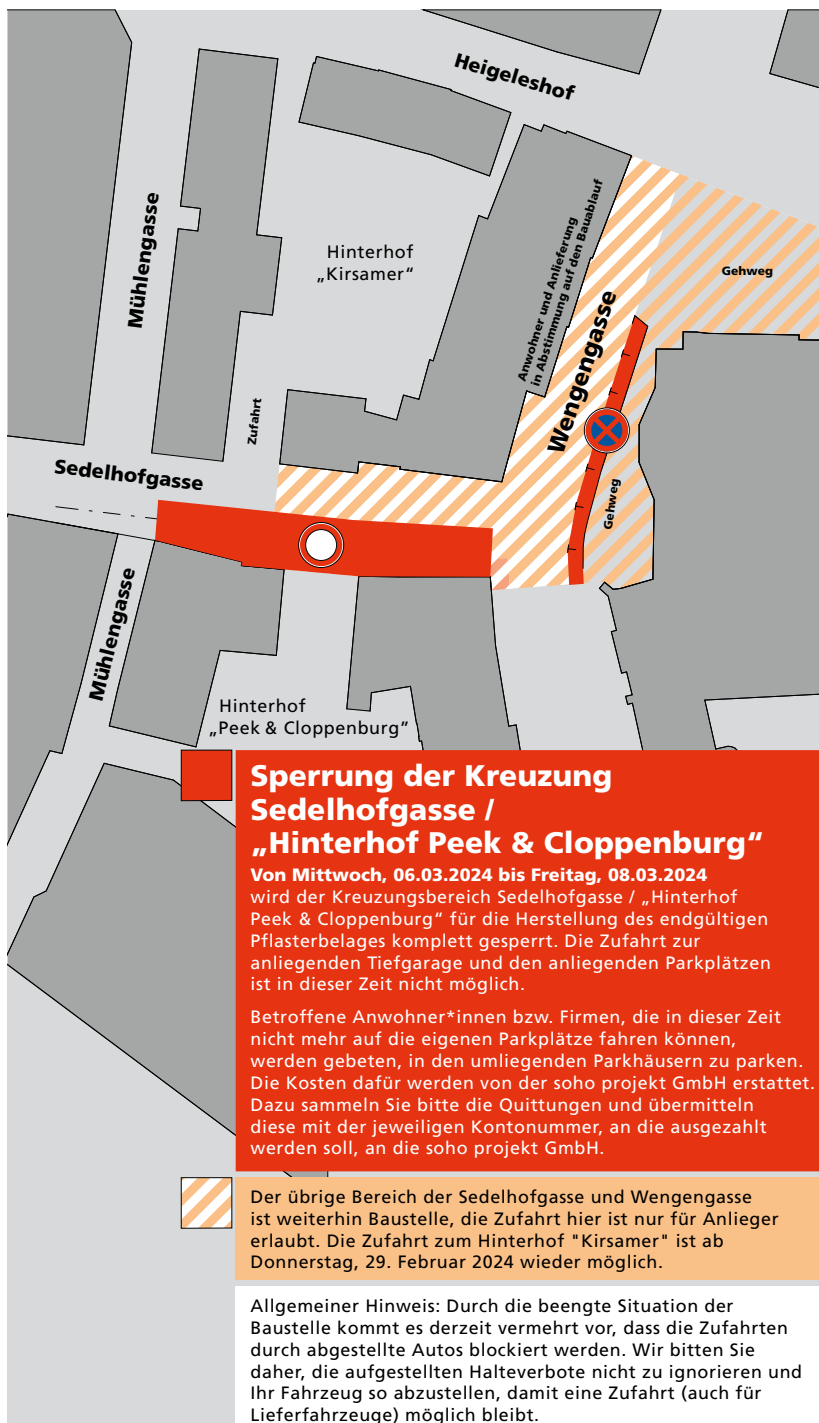 Heigeleshof
Mühlengasse
Hinterhof
„Kirsamer“
Anwohner und Anlieferung
in Abstimmung auf den Bauablauf
Gehweg
Wengengasse
Zufahrt
Sedelhofgasse
Gehweg
Mühlengasse
Hinterhof
„Peek & Cloppenburg“
Sperrung der Kreuzung
Sedelhofgasse /
„Hinterhof Peek & Cloppenburg“
Von Mittwoch, 06.03.2024 bis Freitag, 08.03.2024
wird der Kreuzungsbereich Sedelhofgasse / „Hinterhof
Peek & Cloppenburg“ für die Herstellung des endgültigen
Pflasterbelages komplett gesperrt. Die Zufahrt zur
anliegenden Tiefgarage und den anliegenden Parkplätzen
ist in dieser Zeit nicht möglich.
Betroffene Anwohner*innen bzw. Firmen, die in dieser Zeit
nicht mehr auf die eigenen Parkplätze fahren können,
werden gebeten, in den umliegenden Parkhäusern zu parken.
Die Kosten dafür werden von der soho projekt GmbH erstattet.
Dazu sammeln Sie bitte die Quittungen und übermitteln
diese mit der jeweiligen Kontonummer, an die ausgezahlt
werden soll, an die soho projekt GmbH.
Der übrige Bereich der Sedelhofgasse und Wengengasse
ist weiterhin Baustelle, die Zufahrt hier ist nur für Anlieger
erlaubt. Die Zufahrt zum Hinterhof "Kirsamer" ist ab
Donnerstag, 29. Februar 2024 wieder möglich.
Allgemeiner Hinweis: Durch die beengte Situation der
Baustelle kommt es derzeit vermehrt vor, dass die Zufahrten
durch abgestellte Autos blockiert werden. Wir bitten Sie
daher, die aufgestellten Halteverbote nicht zu ignorieren und
Ihr Fahrzeug so abzustellen, damit eine Zufahrt (auch für
Lieferfahrzeuge) möglich bleibt.